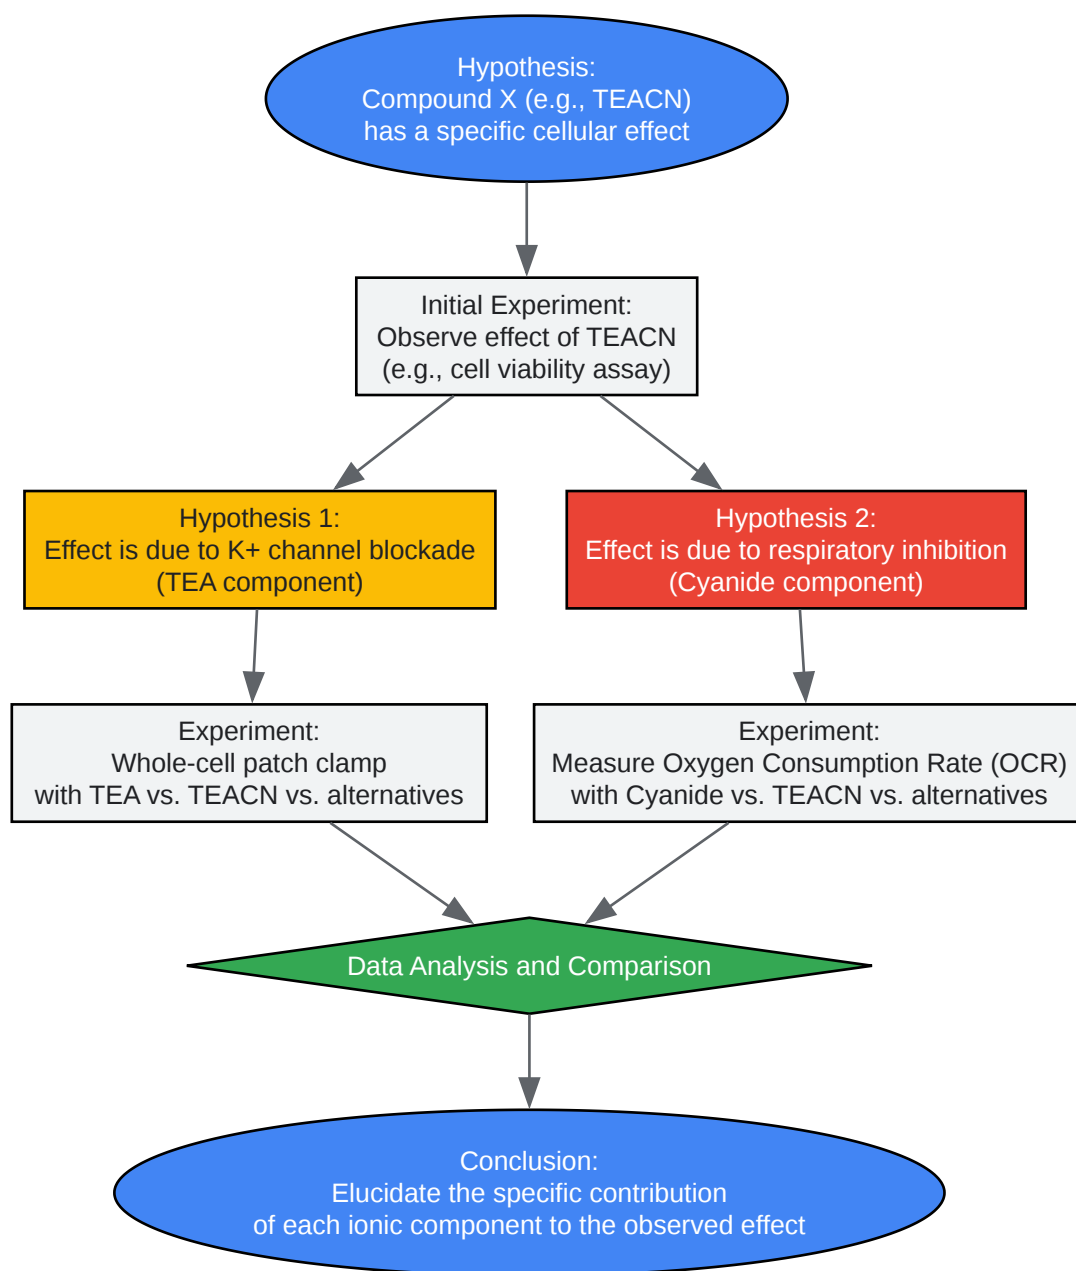 Hypothesis:
Compound X (e.g., TEACN)
has a specific cellular effect
Initial Experiment:
Observe effect of TEACN
(e.g., cell viability assay)
Hypothesis 1:
Effect is due to K+ channel blockade
(TEA component)
Hypothesis 2:
Effect is due to respiratory inhibition
(Cyanide component)
Experiment:
Whole-cell patch clamp
with TEA vs. TEACN vs. alternatives
Experiment:
Measure Oxygen Consumption Rate (OCR)
with Cyanide vs. TEACN vs. alternatives
Data Analysis and Comparison
Conclusion:
Elucidate the specific contribution
of each ionic component to the observed effect